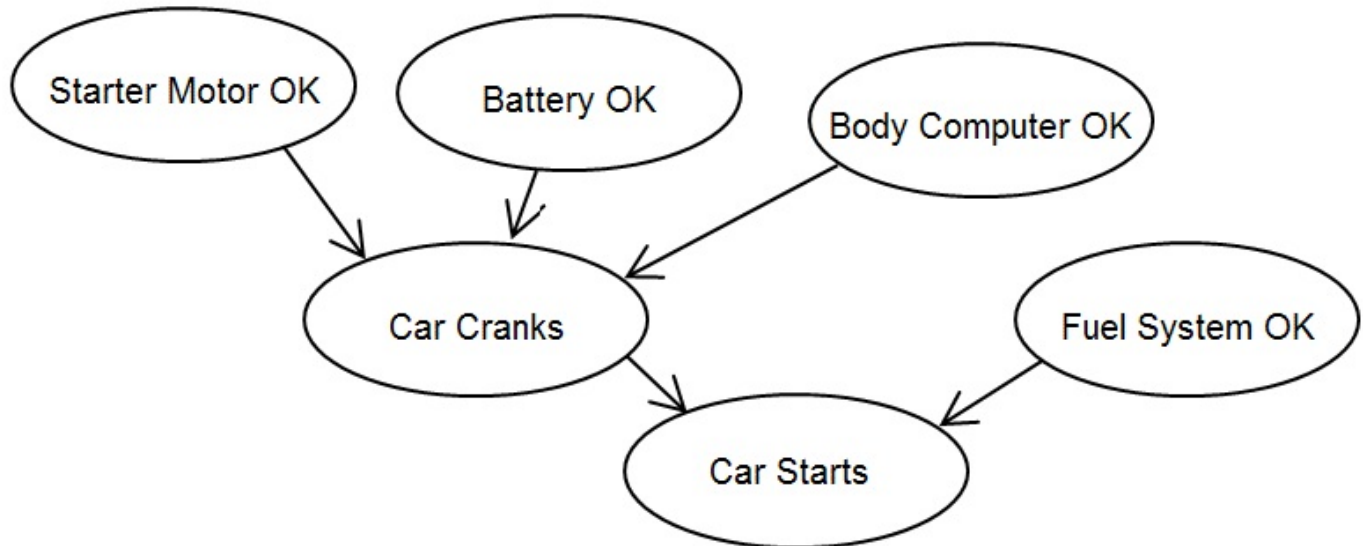 Starter Motor OK
Battery OK
Body Computer OK
Car Cranks
Fuel System OK
Car Starts